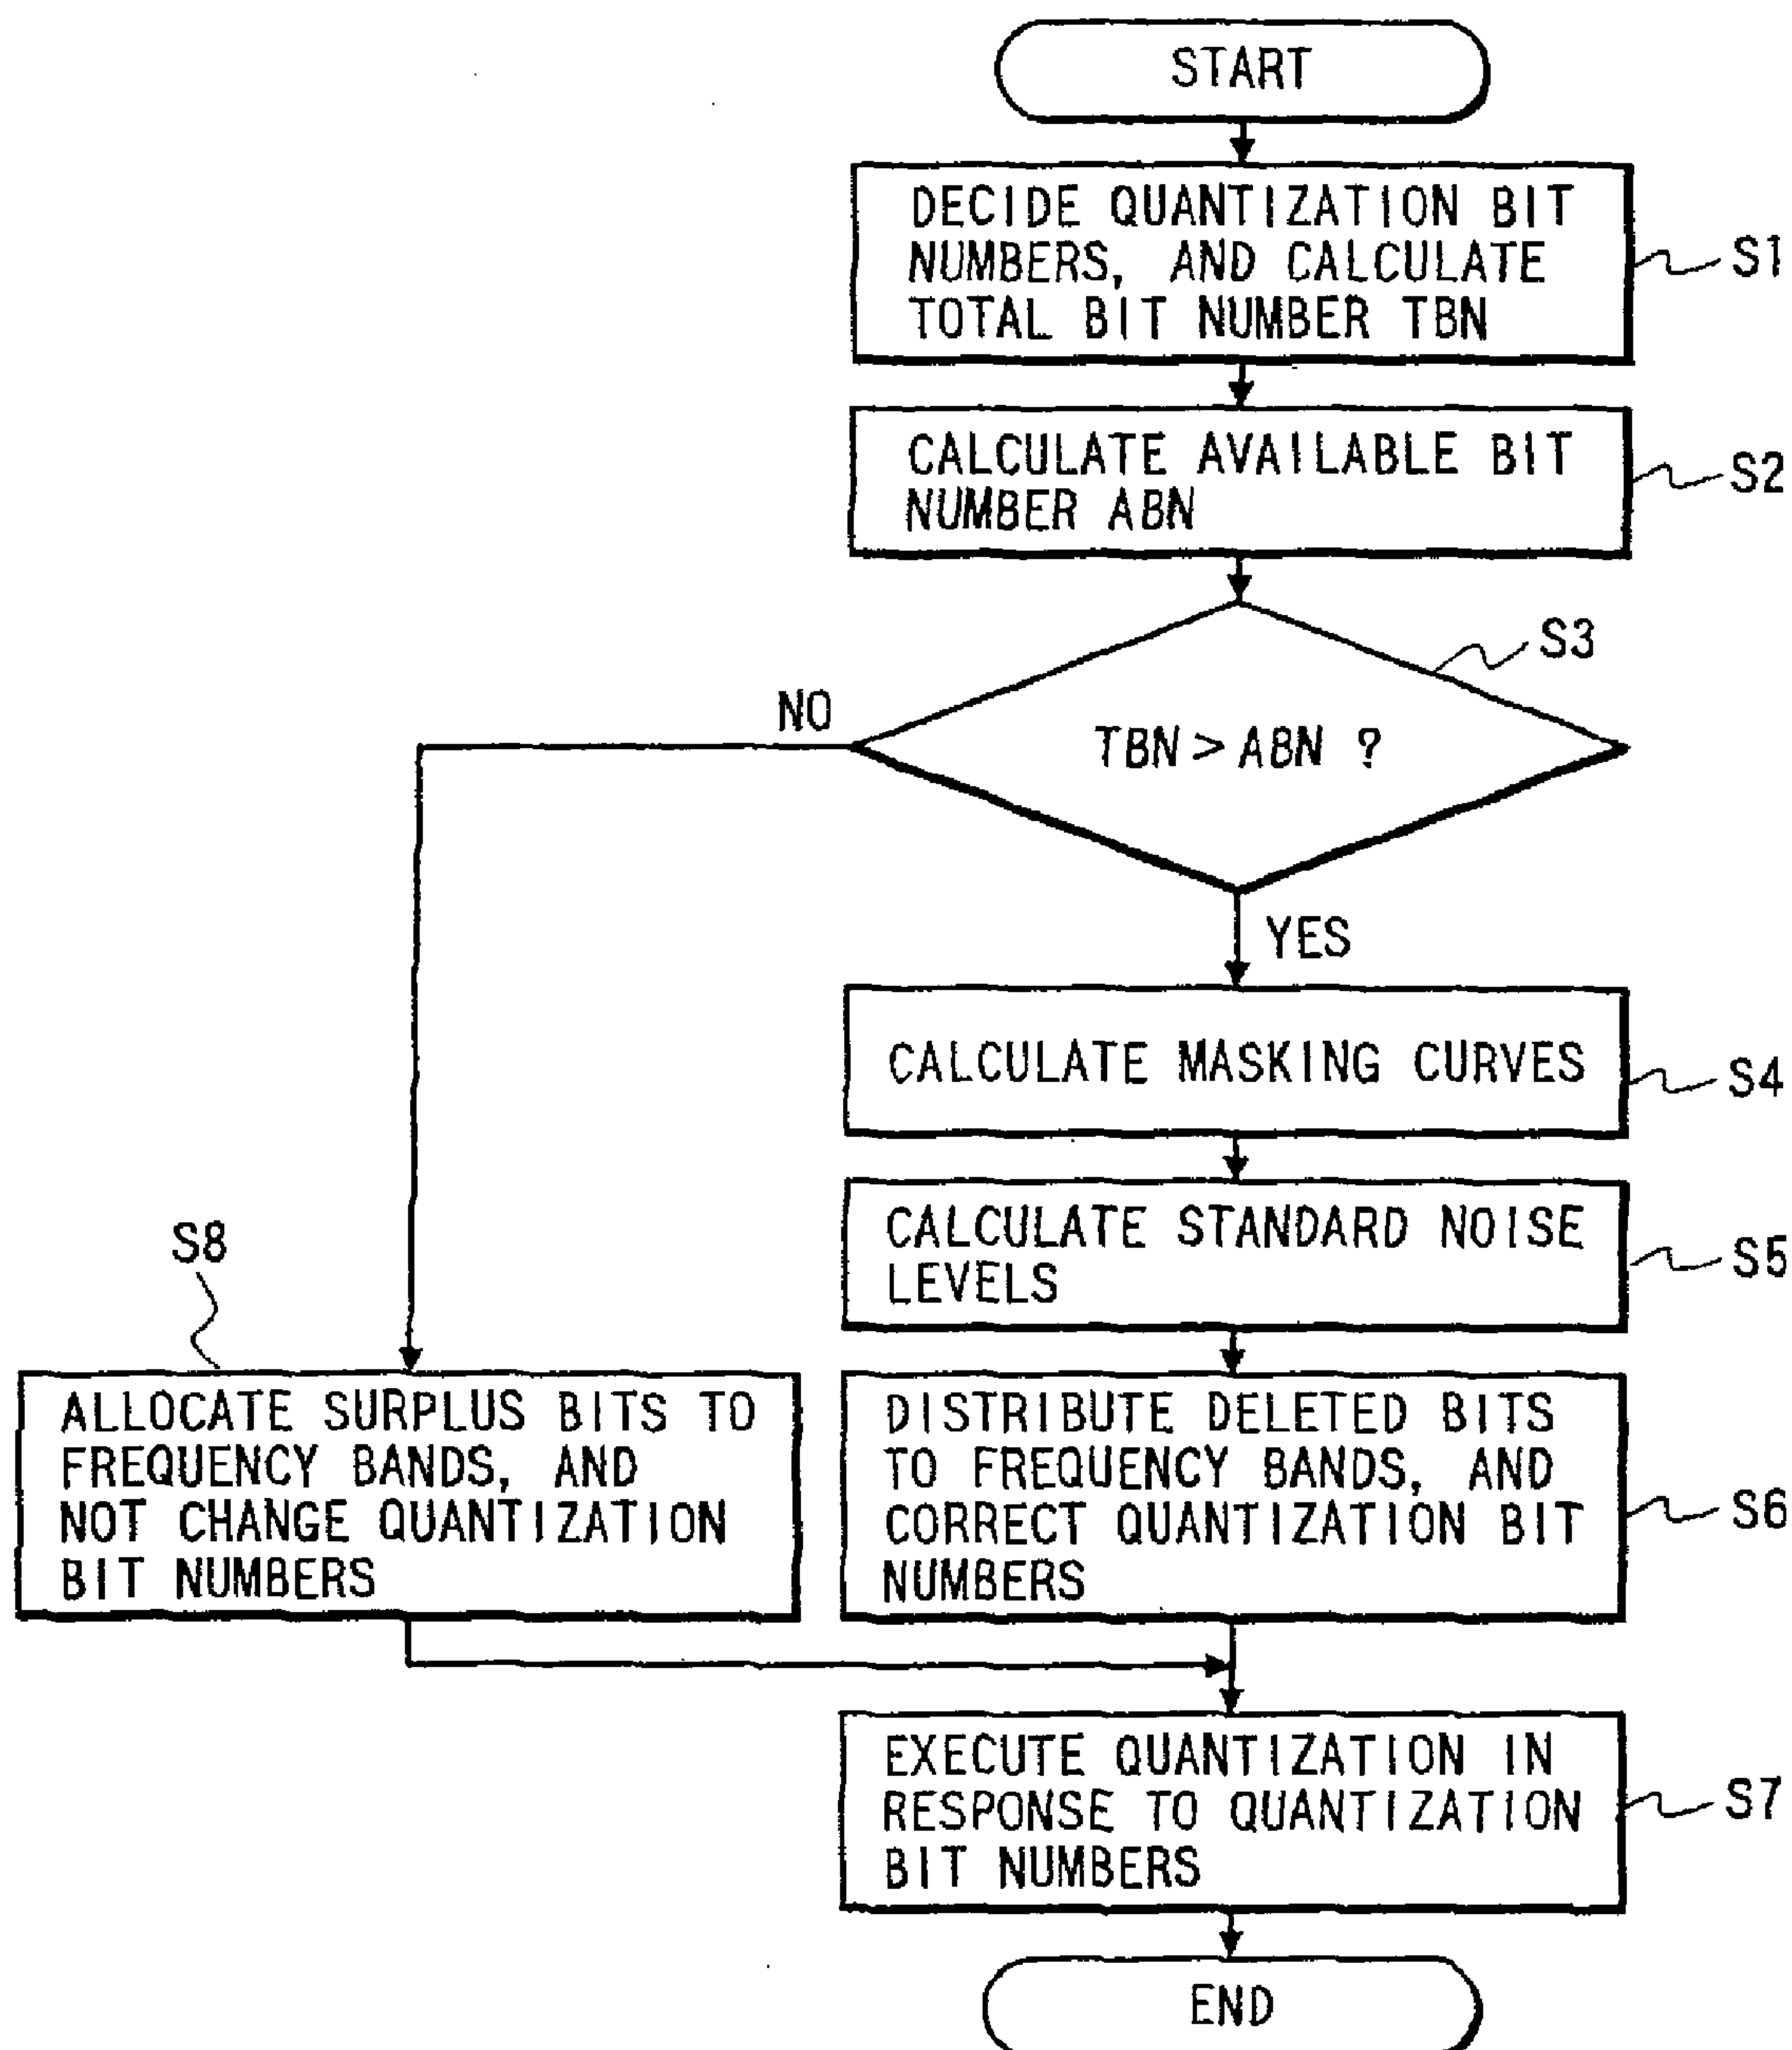 START
DECIDE QUANTIZATION BIT
NUMBERS, AND CALCULATE
TOTAL BIT NUMBER TBN
S1
CALCULATE AVAILABLE BIT
NUMBER ABN
S2
S3
NO
TBN > ABN ?
YES
CALCULATE MASKING CURVES
S4
CALCULATE STANDARD NOISE
LEVELS
S5
S8
ALLOCATE SURPLUS BITS TO
FREQUENCY BANDS, AND
NOT CHANGE QUANTIZATION
BIT NUMBERS
DISTRIBUTE DELETED BITS
TO FREQUENCY BANDS, AND
CORRECT QUANTIZATION BIT
NUMBERS
S6
EXECUTE QUANTIZATION IN
RESPONSE TO QUANTIZATION
BIT NUMBERS
S7
END